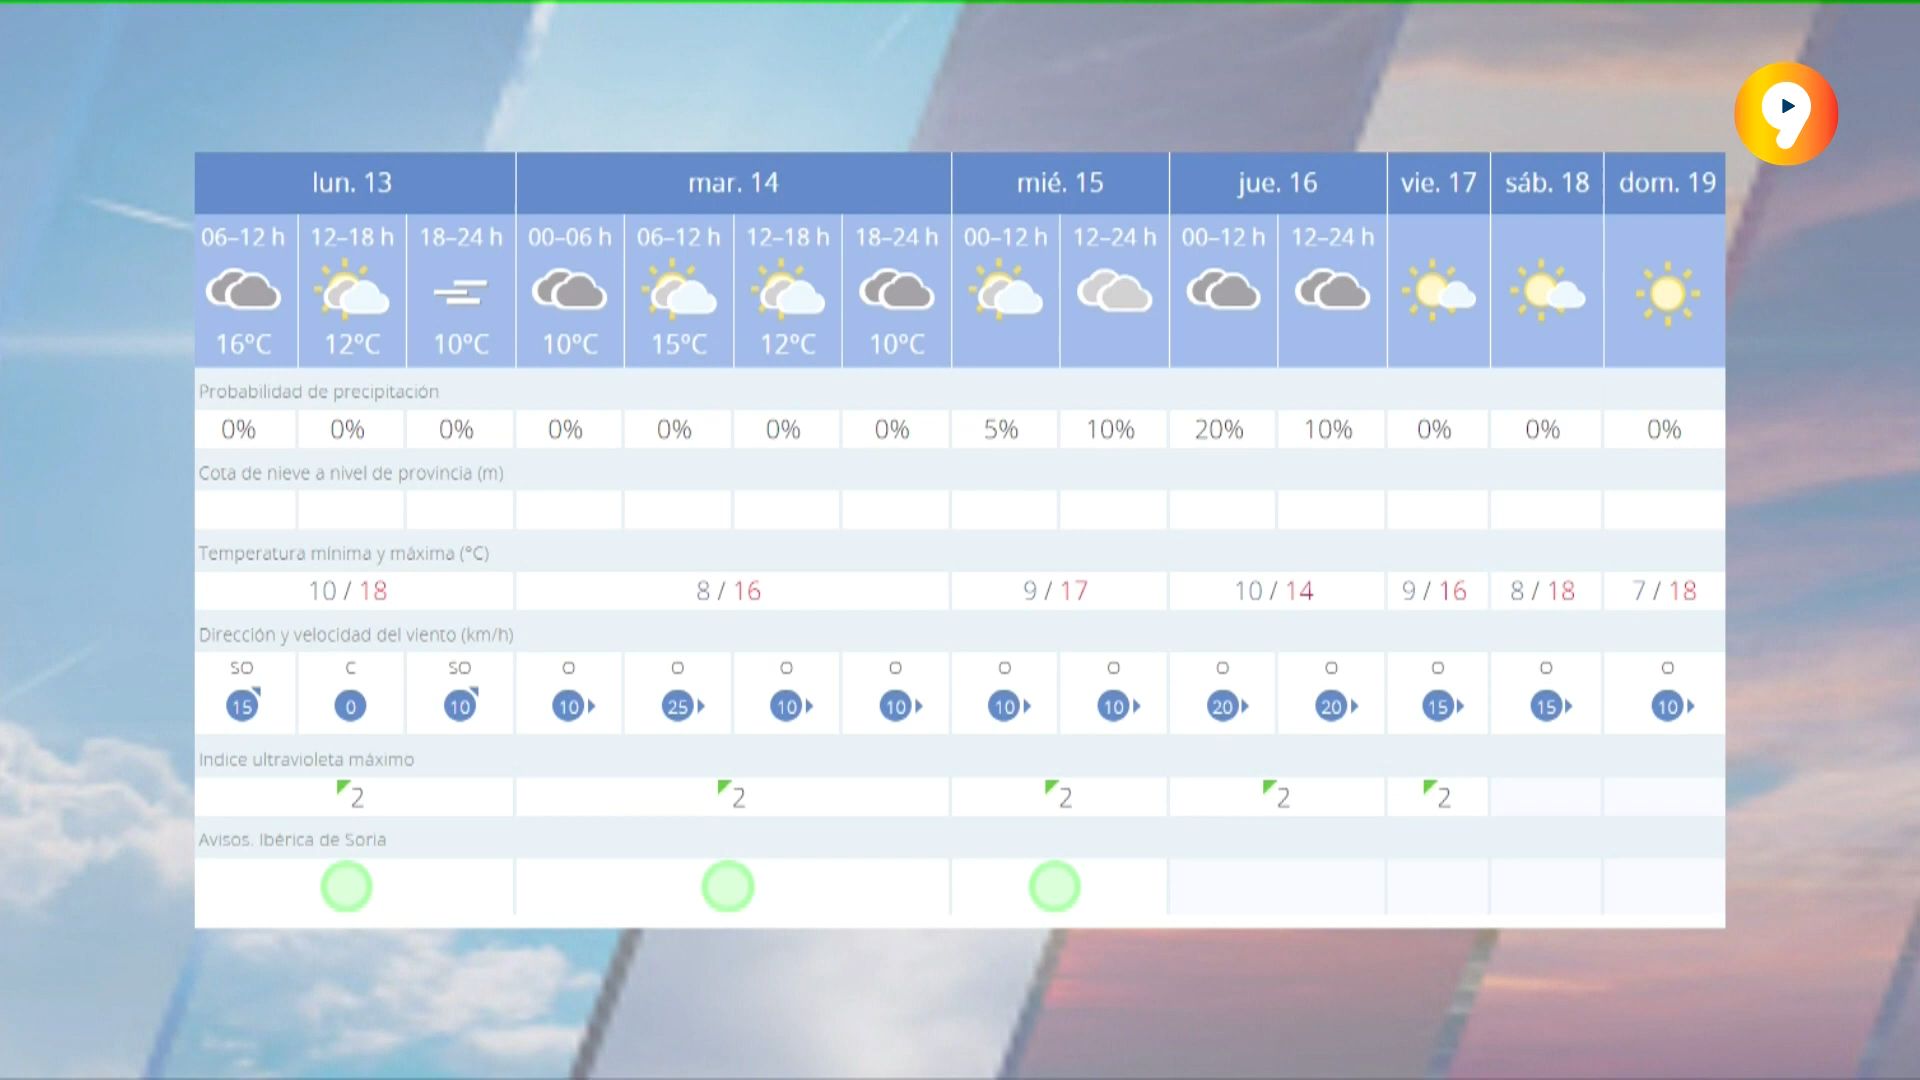 9
lun. 13 mar. 14 mié. 15 jue. 16 vie. 17 sáb. 18 dom. 19
06–12 h 12–18 h 18–24 h 00–06 h 06–12 h 12–18 h 18–24 h 00–12 h 12–24 h 00–12 h 12–24 h
16°C 12°C 10°C 10°C 15°C 12°C 10°C
Probabilidad de precipitación
0% 0% 0% 0% 0% 0% 0% 5% 10% 20% 10% 0% 0% 0%
Cota de nieve a nivel de provincia (m)
Temperatura mínima y máxima (°C)
10 / 18 8 / 16 9 / 17 10 / 14 9 / 16 8 / 18 7 / 18
Dirección y velocidad del viento (km/h)
SO C SO O O O O O O O O O O O
15 0 10 10 25 10 10 10 10 20 20 15 15 10
Indice ultravioleta máximo
2 2 2 2 2
Avisos. Ibérica de Soria